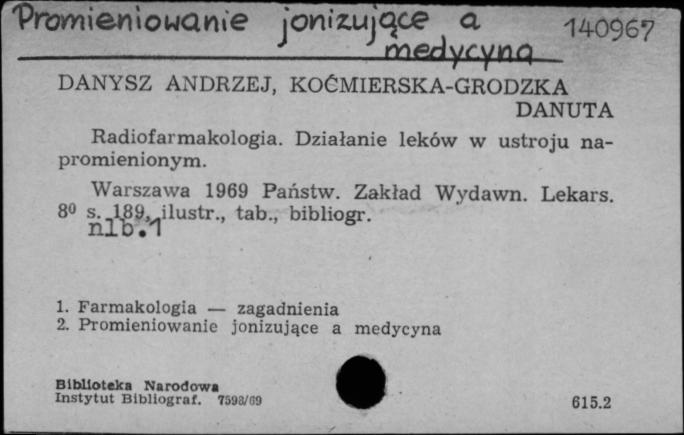 Promieniowanie jonizujące a 140967
medycyna
DANYSZ ANDRZEJ, KOĆMIERSKA-GRODZKA
DANUTA
Radiofarmakologia. Działanie leków w ustroju na-
promienionym.
Warszawa 1969 Państw. Zakład Wydawn. Lekars.
8⁰ s. 189, ilustr., tab., bibliogr.
nlb.1
1. Farmakologia — zagadnienia
2. Promieniowanie jonizujące a medycyna
Biblioteka Narodowa
Instytut Bibliograf. 7598/69 615.2